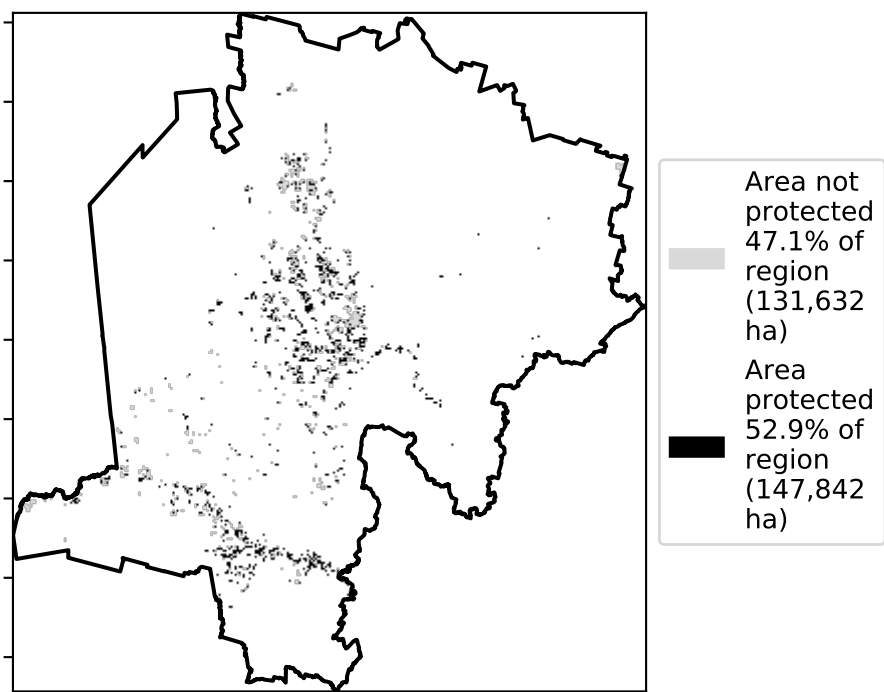 Area not
protected
47.1% of
region
(131,632
ha)
Area
protected
52.9% of
region
(147,842
ha)